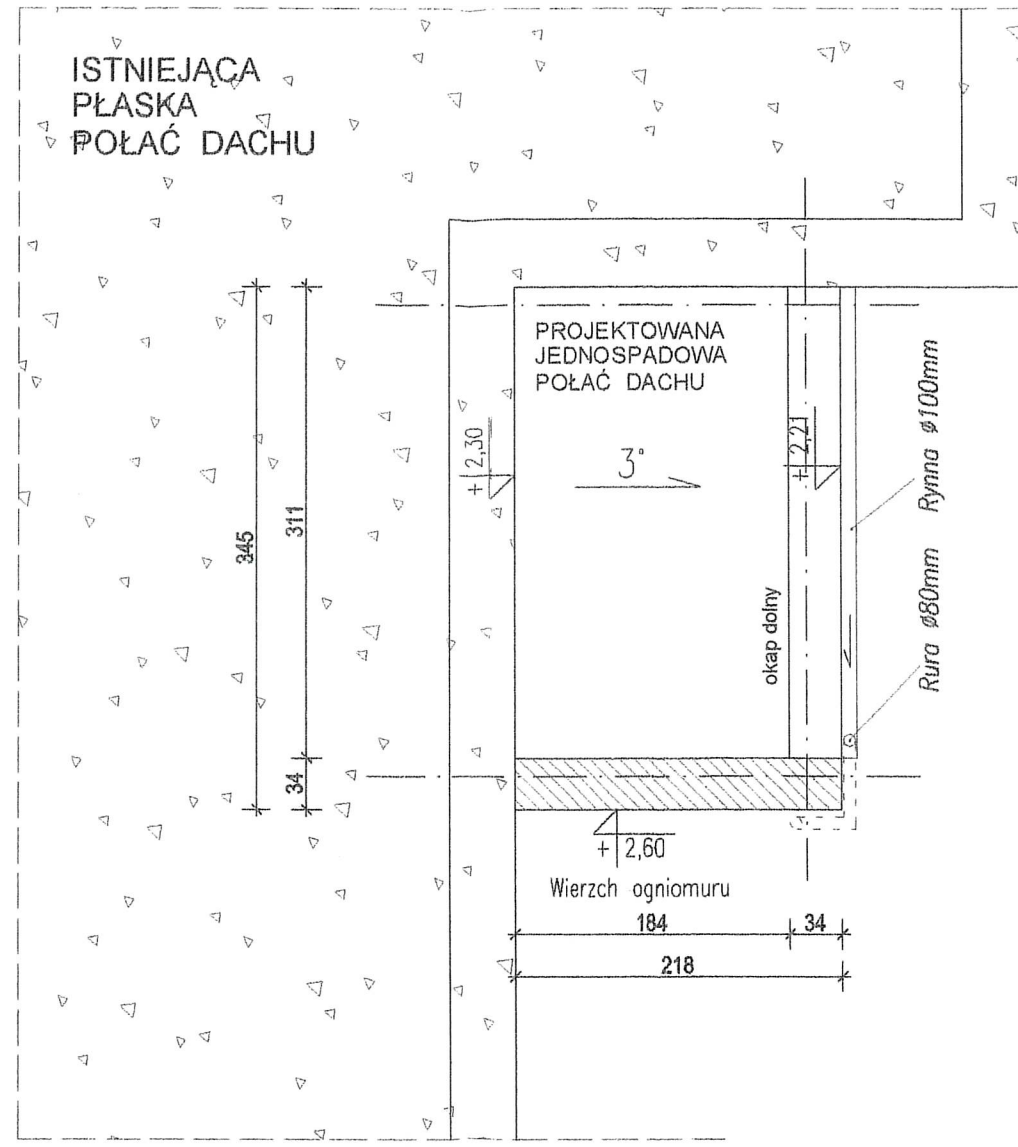 ISTNIEJĄCA
PŁASKA
POŁAĆ DACHU
PROJEKTOWANA
JEDNOSPADOWA
POŁAĆ DACHU
+ 2,30
3°
+ 2,21
Rynna ø100mm
Rura ø80mm
345
311
okap dolny
34
+ 2,60
Wierzch ogniomuru
184
34
218